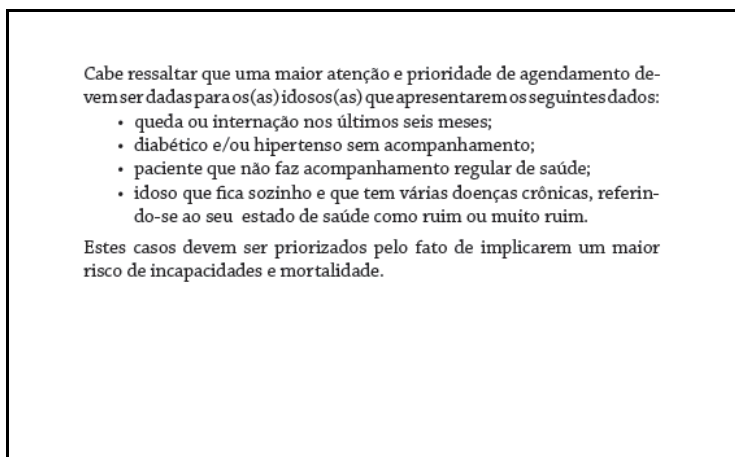 Cabe ressaltar que uma maior atenção e prioridade de agendamento de-
vem ser dadas para os(as) idosos(as) que apresentarem os seguintes dados:
• queda ou internação nos últimos seis meses;
• diabético e/ou hipertenso sem acompanhamento;
• paciente que não faz acompanhamento regular de saúde;
• idoso que fica sozinho e que tem várias doenças crônicas, referin-
do-se ao seu estado de saúde como ruim ou muito ruim.
Estes casos devem ser priorizados pelo fato de implicarem um maior
risco de incapacidades e mortalidade.